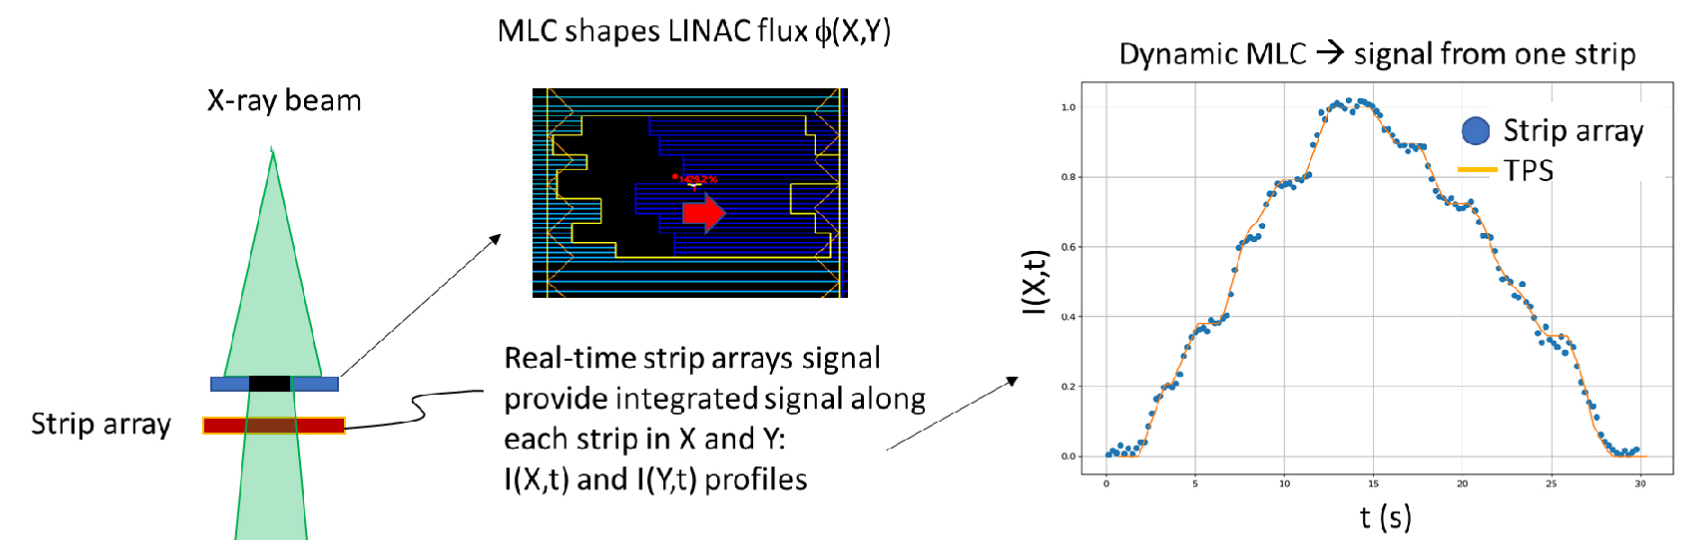 MLC shapes LINAC flux ϕ(X,Y)
X-ray beam
Strip array
Real-time strip arrays signal
provide integrated signal along
each strip in X and Y:
I(X,t) and I(Y,t) profiles
Dynamic MLC → signal from one strip
Strip array
TPS
I(X,t)
1.0
0.8
0.6
0.4
0.2
0.0
0
5
10
15
20
25
30
t (s)